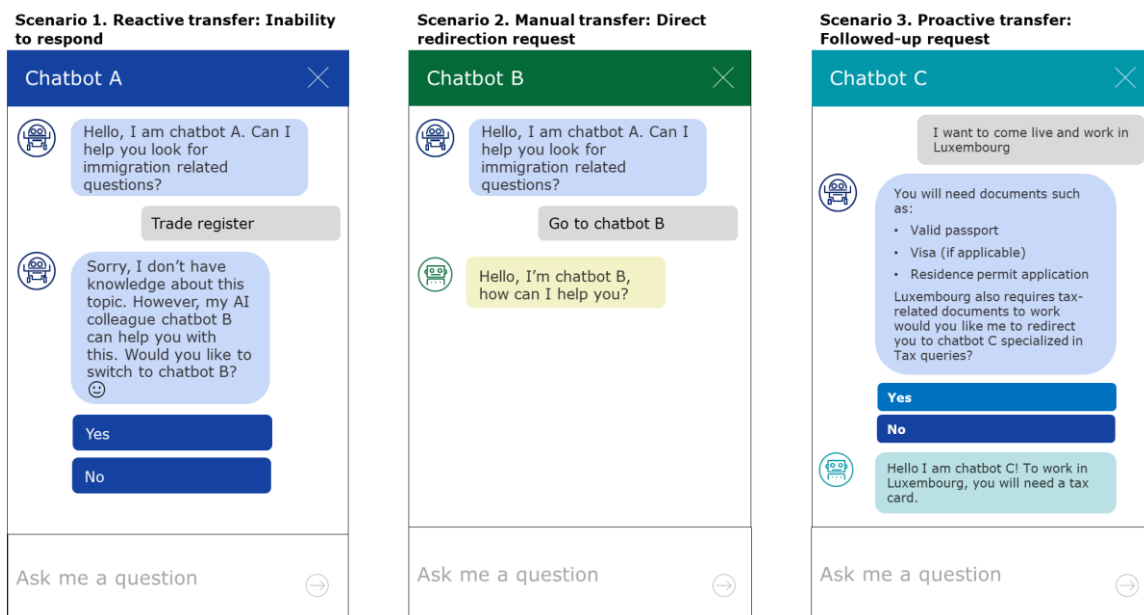 Scenario 1. Reactive transfer: Inability
to respond
Chatbot A
Hello, I am chatbot A. Can I
help you look for
immigration related
questions?
Trade register
Sorry, I don't have
knowledge about this
topic. However, my AI
colleague chatbot B
can help you with
this. Would you like to
switch to chatbot B?
☺
Yes
No
Ask me a question
Scenario 2. Manual transfer: Direct
redirection request
Chatbot B
Hello, I am chatbot A. Can I
help you look for
immigration related
questions?
Go to chatbot B
Hello, I'm chatbot B,
how can I help you?
Ask me a question
Scenario 3. Proactive transfer:
Followed-up request
Chatbot C
I want to come live and work in
Luxembourg
You will need documents such
as:
• Valid passport
• Visa (if applicable)
• Residence permit application
Luxembourg also requires tax-
related documents to work
would you like me to redirect
you to chatbot C specialized in
Tax queries?
Yes
No
Hello I am chatbot C! To work in
Luxembourg, you will need a tax
card.
Ask me a question